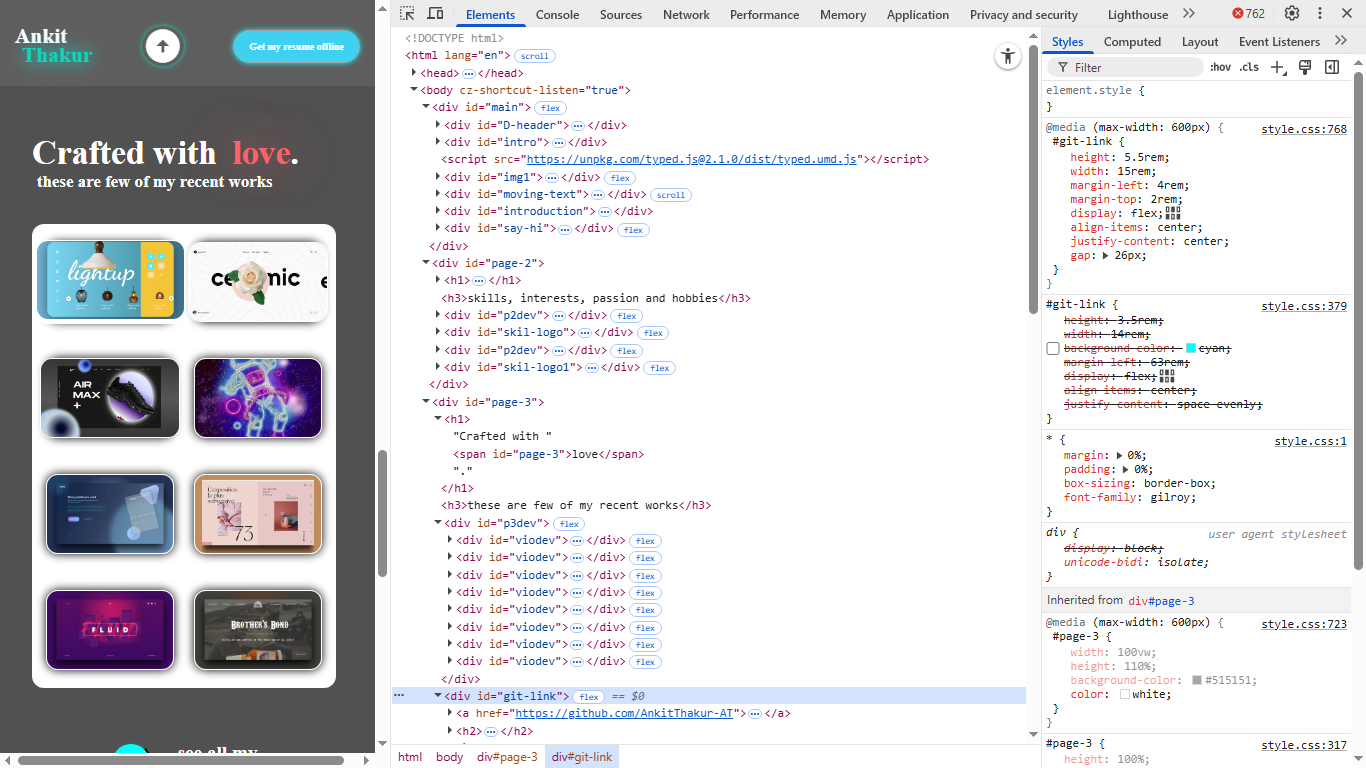 Ankit
Thakur
Get my resume offline
Crafted with love.
these are few of my recent works
lightup
ceramic
AIR
MAX
+
L'exposition
la plus
subversive
73
FLUID
BROTHER'S BOND
see all my
Elements
Console
Sources
Network
Performance
Memory
Application
Privacy and security
Lighthouse
762
<!DOCTYPE html>
<html lang="en"> scroll
<head> ··· </head>
<body cz-shortcut-listen="true">
<div id="main"> flex
<div id="D-header"> ··· </div>
<div id="intro"> ··· </div>
<script src="https://unpkg.com/typed.js@2.1.0/dist/typed.umd.js"></script>
<div id="img1"> ··· </div> flex
<div id="moving-text"> ··· </div> scroll
<div id="introduction"> ··· </div>
<div id="say-hi"> ··· </div> flex
</div>
<div id="page-2">
<h1> ··· </h1>
<h3>skills, interests, passion and hobbies</h3>
<div id="p2dev"> ··· </div> flex
<div id="skil-logo"> ··· </div> flex
<div id="p2dev"> ··· </div> flex
<div id="skil-logo1"> ··· </div> flex
</div>
<div id="page-3">
<h1>
"Crafted with "
<span id="page-3">love</span>
"."
</h1>
<h3>these are few of my recent works</h3>
<div id="p3dev"> flex
<div id="viodev"> ··· </div> flex
<div id="viodev"> ··· </div> flex
<div id="viodev"> ··· </div> flex
<div id="viodev"> ··· </div> flex
<div id="viodev"> ··· </div> flex
<div id="viodev"> ··· </div> flex
<div id="viodev"> ··· </div> flex
<div id="viodev"> ··· </div> flex
</div>
··· <div id="git-link"> flex == $0
<a href="https://github.com/AnkitThakur-AT"> ··· </a>
<h2> ··· </h2>
html body div#page-3 div#git-link
Styles
Computed
Layout
Event Listeners
Filter
:hov .cls
element.style {
}
@media (max-width: 600px) { style.css:768
#git-link {
height: 5.5rem;
width: 15rem;
margin-left: 4rem;
margin-top: 2rem;
display: flex;
align-items: center;
justify-content: center;
gap: 26px;
}
}
#git-link { style.css:379
height: 3.5rem;
width: 14rem;
background-color: cyan;
margin-left: 63rem;
display: flex;
align-items: center;
justify-content: space-evenly;
}
* { style.css:1
margin: 0%;
padding: 0%;
box-sizing: border-box;
font-family: gilroy;
}
div { user agent stylesheet
display: block;
unicode-bidi: isolate;
}
Inherited from div#page-3
@media (max-width: 600px) { style.css:723
#page-3 {
width: 100vw;
height: 110%;
background-color: #515151;
color: white;
}
}
#page-3 { style.css:317
height: 100%;